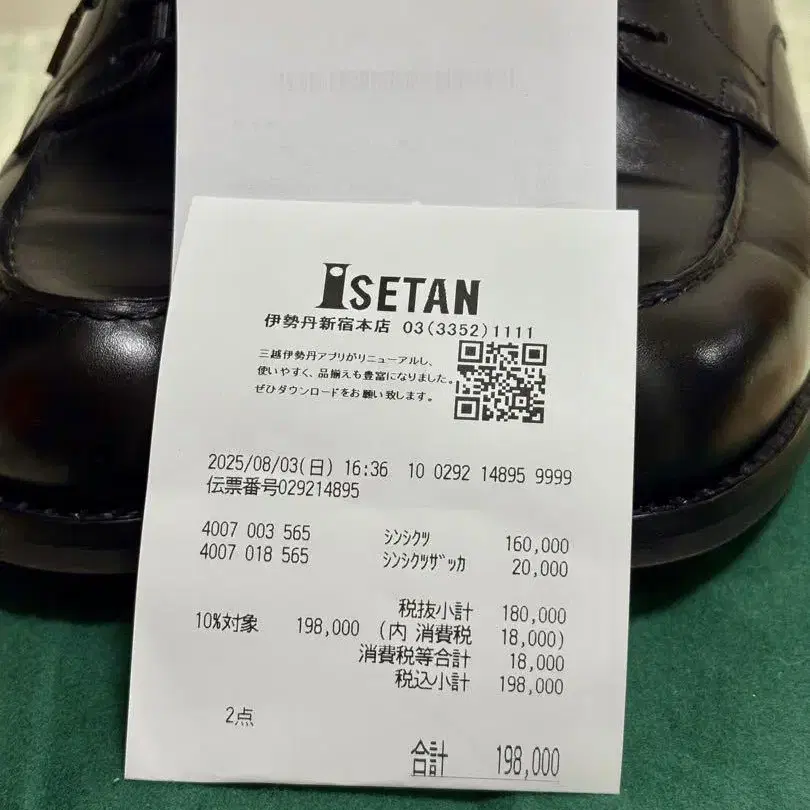 ISETAN
伊勢丹新宿本店 03(3352)1111
三越伊勢丹アプリがリニューアルし、
使いやすく、品揃えも豊富になりました。
ぜひダウンロードをお願い致します。
2025/08/03(日) 16:36 10 0292 14895 9999
伝票番号029214895
4007 003 565 シンシクツ 160,000
4007 018 565 シンシクツザッカ 20,000
税抜小計 180,000
10%対象 198,000 (内 消費税 18,000)
消費税等合計 18,000
税込小計 198,000
2点
合計 198,000